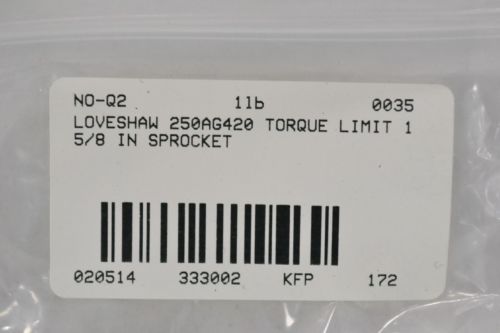 NO-Q2 1lb 0035
LOVESHAW 250AG420 TORQUE LIMIT 1
5/8 IN SPROCKET
020514 333002 KFP 172